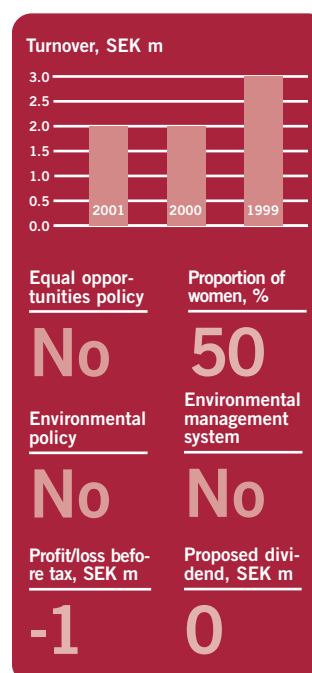 Turnover, SEK m
3.0
2.5
2.0
1.5
1.0
0.5
0.0
2001 2000 1999
Equal oppor-
tunities policy
No
Proportion of
women, %
50
Environmental
policy
No
Environmental
management
system
No
Profit/loss befo-
re tax, SEK m
-1
Proposed divi-
dend, SEK m
0